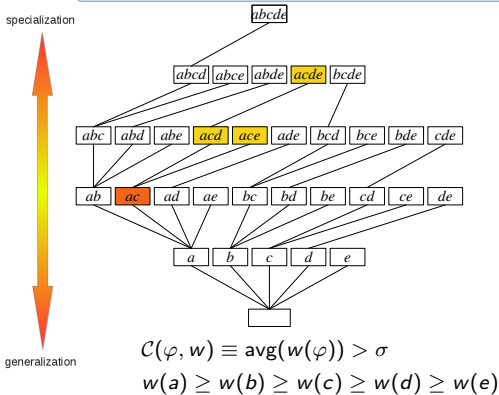 specialization
abcde
abcd abce abde acde bcde
abc abd abe acd ace ade bcd bce bde cde
ab ac ad ae bc bd be cd ce de
a b c d e
generalization
C(φ, w) ≡ avg(w(φ)) > σ
w(a) ≥ w(b) ≥ w(c) ≥ w(d) ≥ w(e)